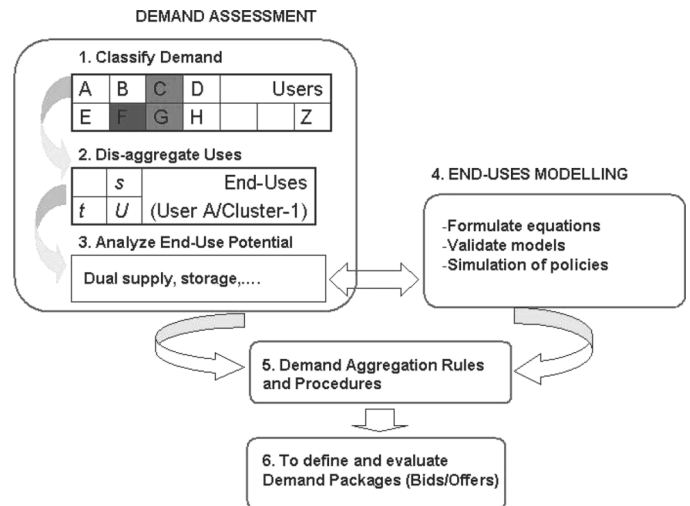 DEMAND ASSESSMENT
1. Classify Demand
A B C D Users
E F G H Z
2. Dis-aggregate Uses
s End-Uses
t U (User A/Cluster-1)
3. Analyze End-Use Potential
Dual supply, storage,....
4. END-USES MODELLING
-Formulate equations
-Validate models
-Simulation of policies
5. Demand Aggregation Rules
and Procedures
6. To define and evaluate
Demand Packages (Bids/Offers)